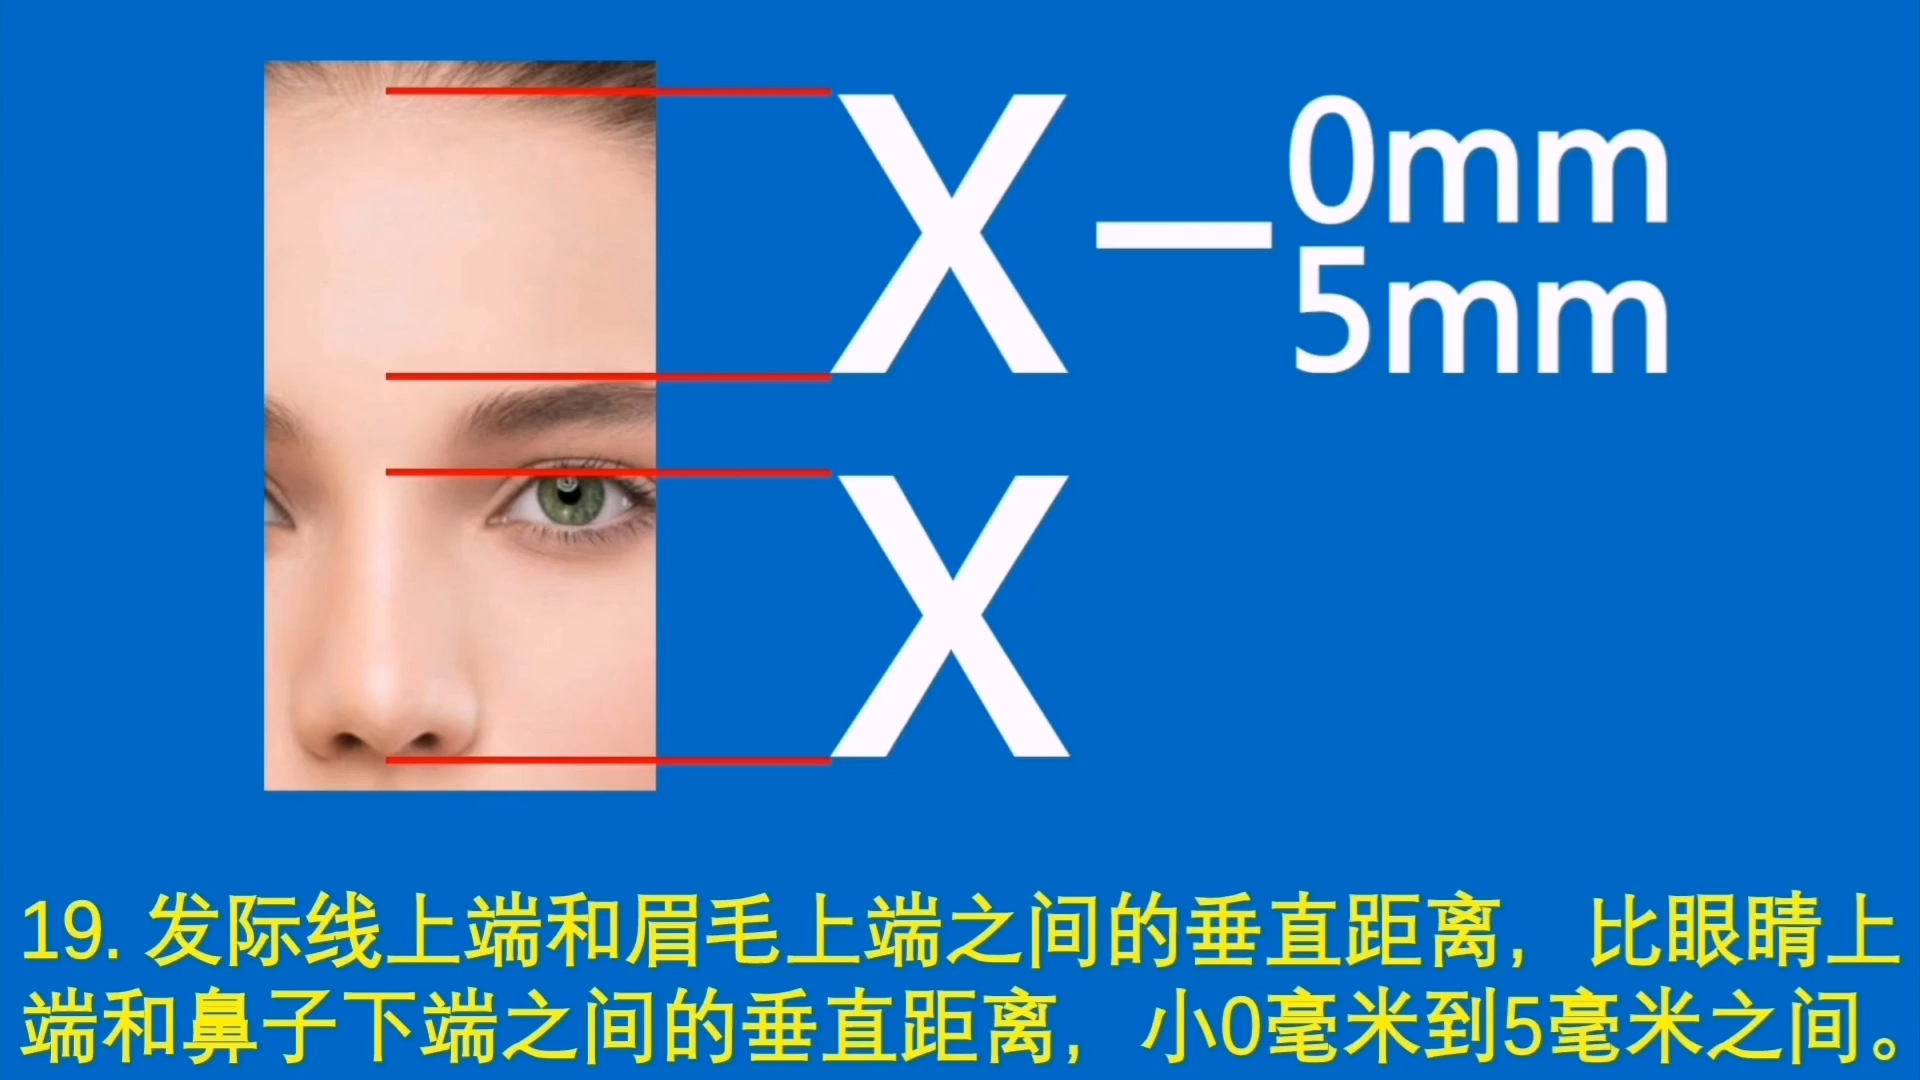 X－0mm
5mm
X
19. 发际线上端和眉毛上端之间的垂直距离，比眼睛上
端和鼻子下端之间的垂直距离，小0毫米到5毫米之间。